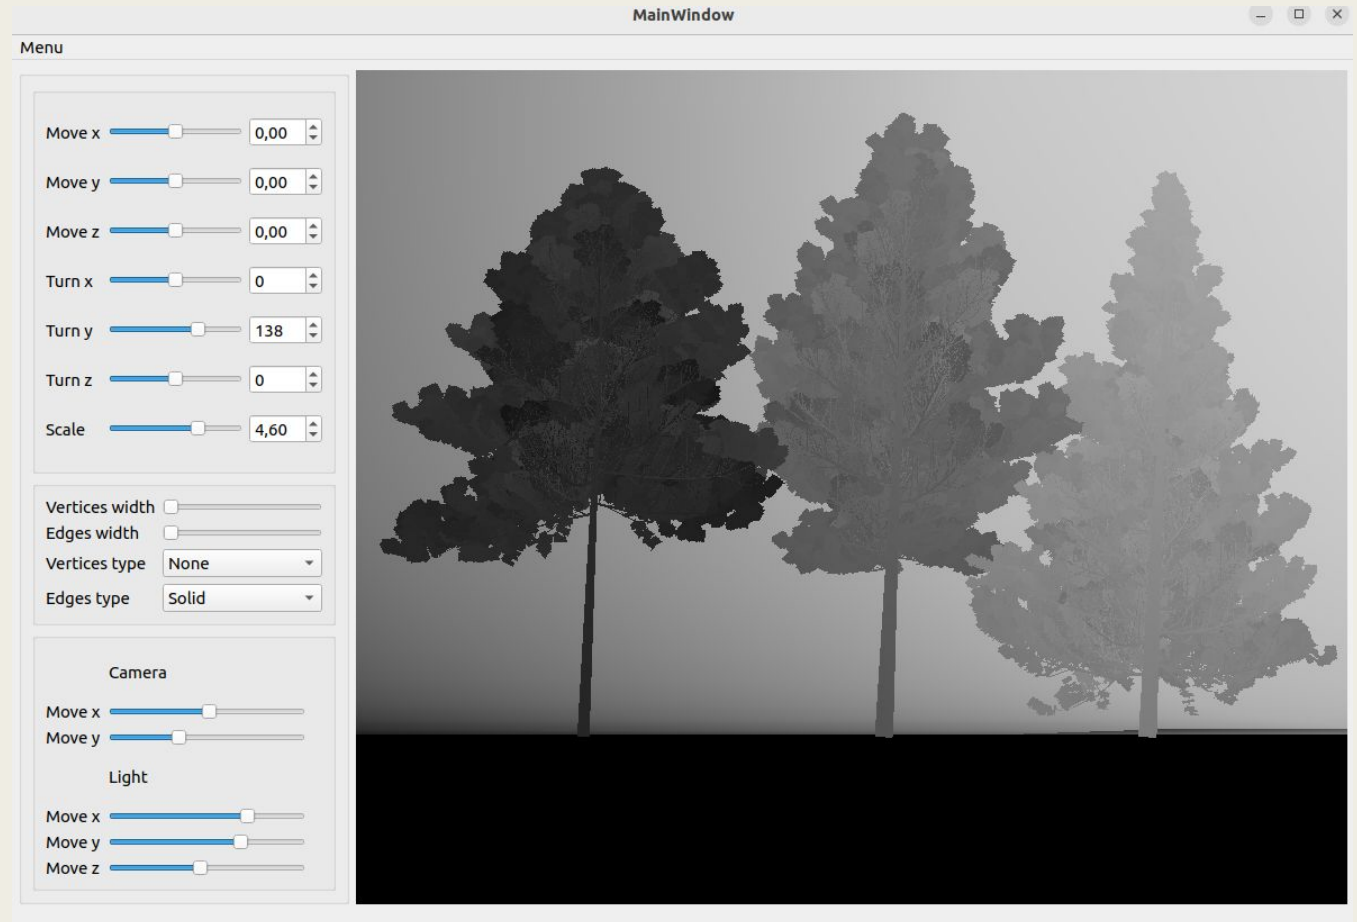 MainWindow
Menu
Move x 0,00
Move y 0,00
Move z 0,00
Turn x 0
Turn y 138
Turn z 0
Scale 4,60
Vertices width
Edges width
Vertices type None
Edges type Solid
Camera
Move x
Move y
Light
Move x
Move y
Move z